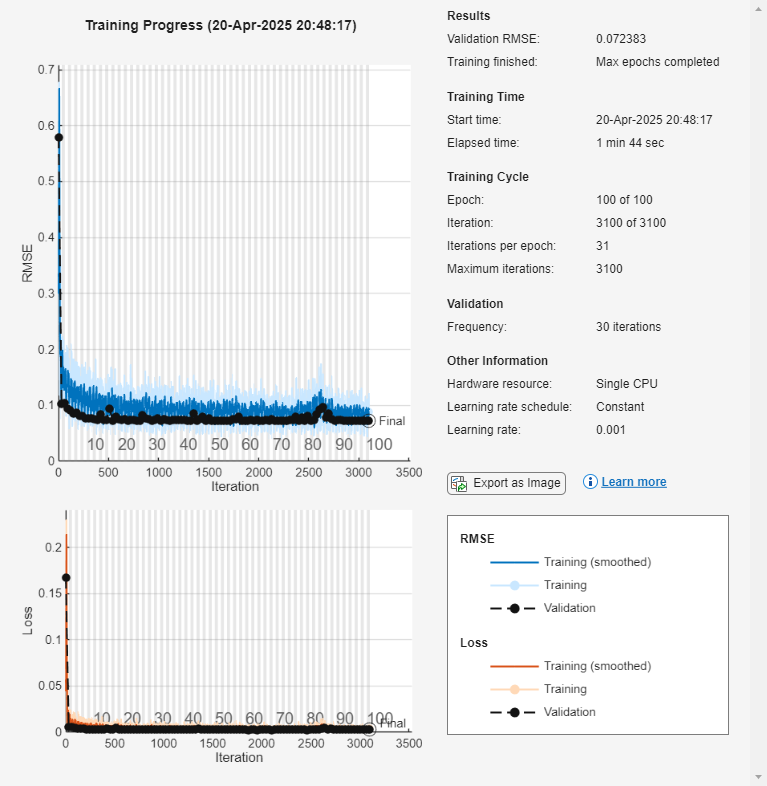 Training Progress (20-Apr-2025 20:48:17)
0.7
0.6
0.5
0.4
0.3
0.2
0.1
0
RMSE
10 20 30 40 50 60 70 80 90 100
Final
0 500 1000 1500 2000 2500 3000 3500
Iteration
0.2
0.15
0.1
0.05
0
Loss
10 20 30 40 50 60 70 80 90 100
Final
0 500 1000 1500 2000 2500 3000 3500
Iteration
Results
Validation RMSE: 0.072383
Training finished: Max epochs completed
Training Time
Start time: 20-Apr-2025 20:48:17
Elapsed time: 1 min 44 sec
Training Cycle
Epoch: 100 of 100
Iteration: 3100 of 3100
Iterations per epoch: 31
Maximum iterations: 3100
Validation
Frequency: 30 iterations
Other Information
Hardware resource: Single CPU
Learning rate schedule: Constant
Learning rate: 0.001
Export as Image
Learn more
RMSE
Training (smoothed)
Training
Validation
Loss
Training (smoothed)
Training
Validation